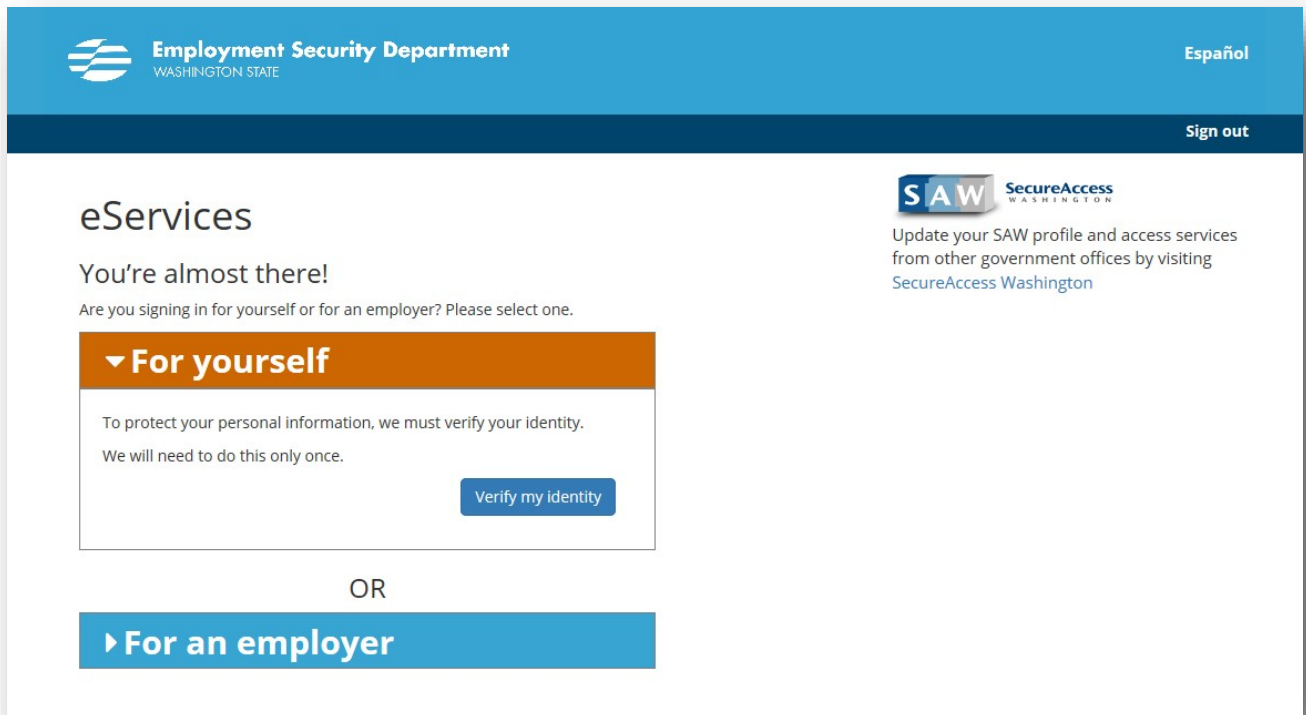 Employment Security Department
WASHINGTON STATE
Español
Sign out
eServices
You’re almost there!
Are you signing in for yourself or for an employer? Please select one.
For yourself
To protect your personal information, we must verify your identity.
We will need to do this only once.
Verify my identity
OR
For an employer
SAW SecureAccess
WASHINGTON
Update your SAW profile and access services
from other government offices by visiting
SecureAccess Washington